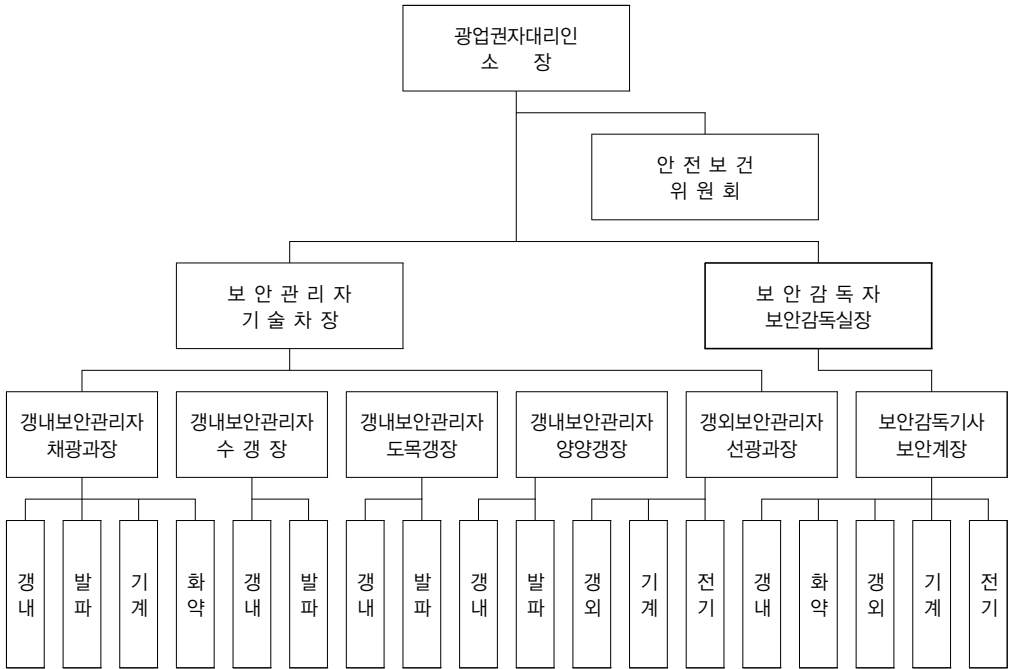 광업권자대리인
소 장
안 전 보 건
위 원 회
보 안 관 리 자
기 술 차 장
보 안 감 독 자
보안감독실장
갱내보안관리자
채광과장
갱내보안관리자
수 갱 장
갱내보안관리자
도목갱장
갱내보안관리자
양양갱장
갱외보안관리자
선광과장
보안감독기사
보안계장
갱
내
발
파
기
계
화
약
갱
내
발
파
갱
내
발
파
갱
내
발
파
갱
외
기
계
전
기
갱
내
화
약
갱
외
기
계
전
기